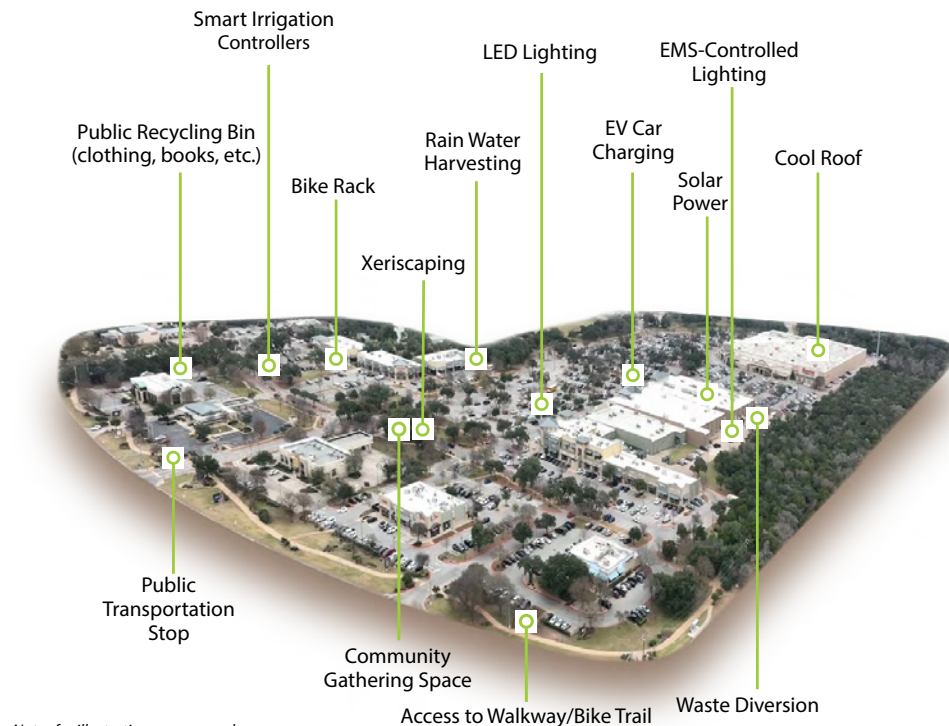 Smart Irrigation
Controllers
LED Lighting
EMS-Controlled
Lighting
Public Recycling Bin
(clothing, books, etc.)
Rain Water
Harvesting
EV Car
Charging
Cool Roof
Bike Rack
Solar
Power
Xeriscaping
Public
Transportation
Stop
Community
Gathering Space
Access to Walkway/Bike Trail
Waste Diversion